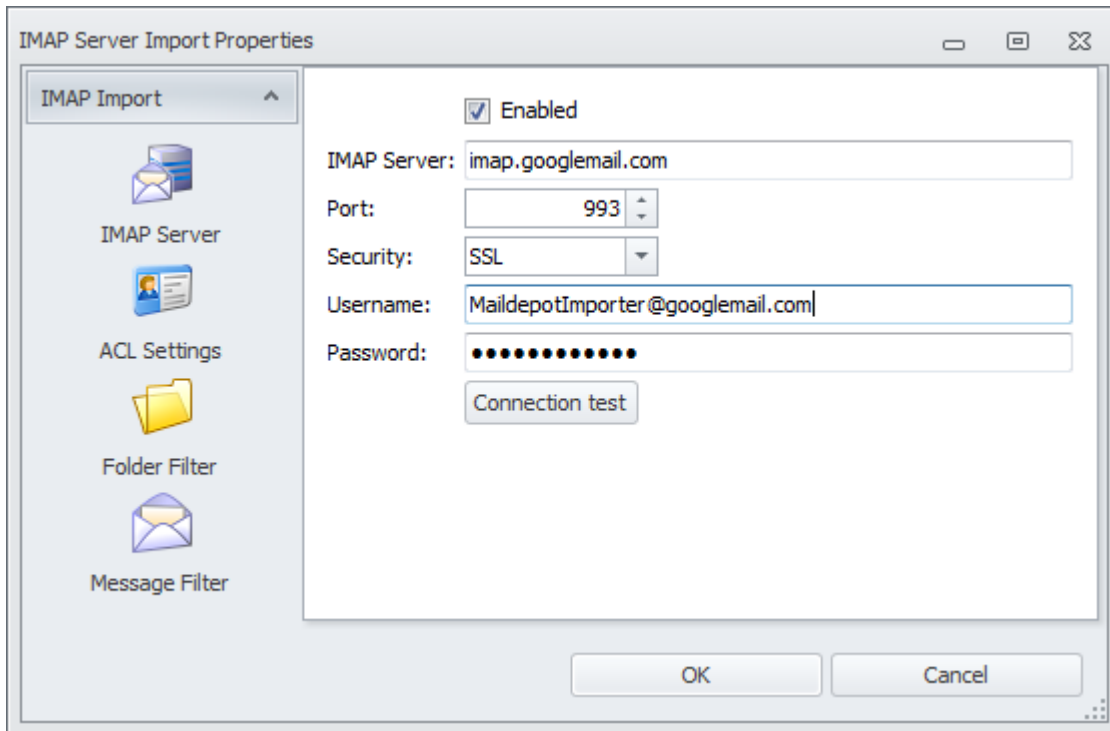 IMAP Server Import Properties
IMAP Import
IMAP Server
ACL Settings
Folder Filter
Message Filter
Enabled
IMAP Server: imap.googlemail.com
Port: 993
Security: SSL
Username: MaildepotImporter@googlemail.com
Password: ••••••••••••
Connection test
OK Cancel